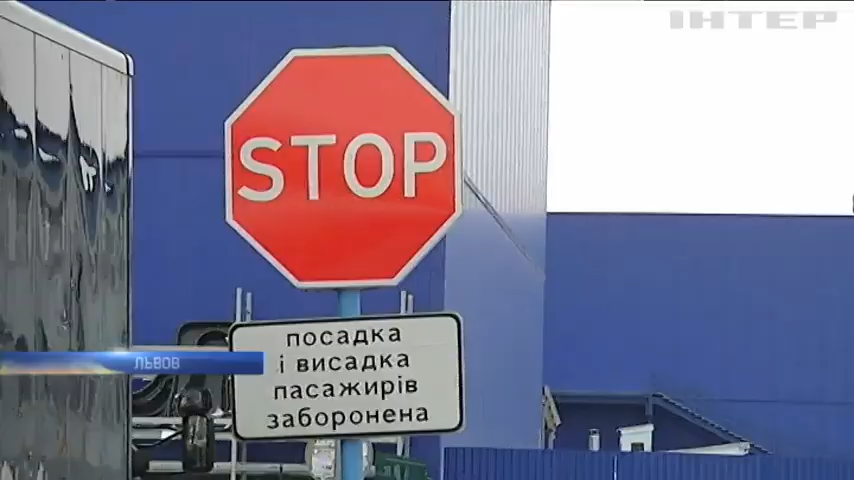 ІНТЕР
STOP
посадка
і висадка
пасажирів
заборонена
ЛЬВОВ